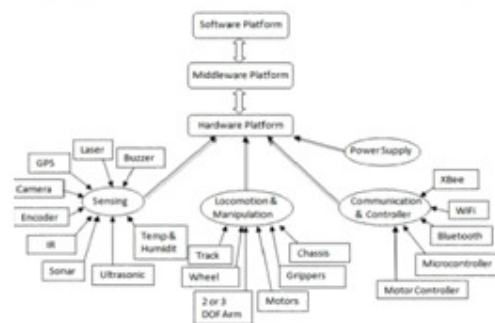 Software Platform
Middleware Platform
Hardware Platform
Power Supply
Laser
Buzzer
GPS
Camera
Sensing
Encoder
IR
Sonar
Ultrasonic
Temp &
Humidit
Locomotion &
Manipulation
Track
Wheel
2 or 3
DOF Arm
Motors
Grippers
Chassis
Communication
& Controller
XBee
WiFi
Bluetooth
Microcontroller
Motor Controller